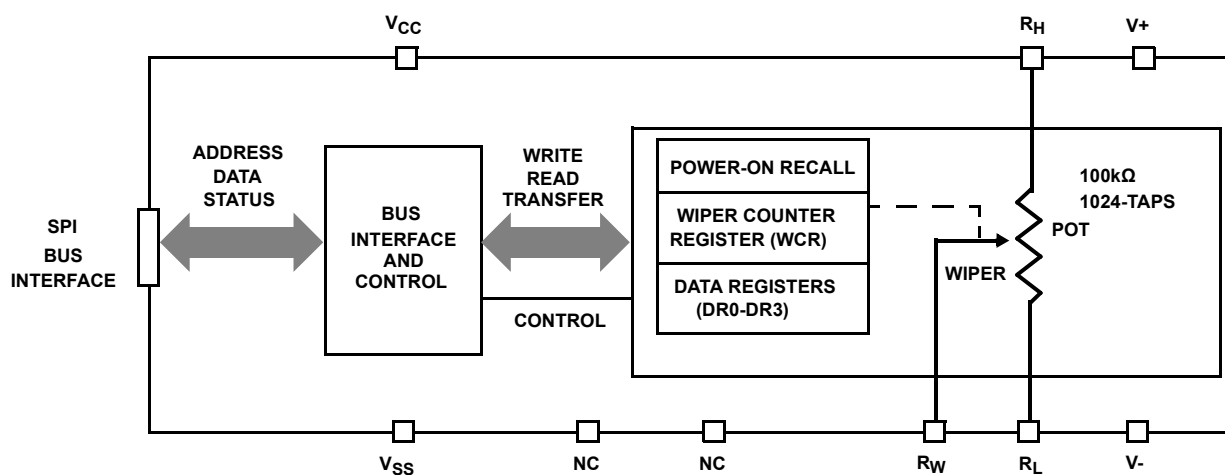 VCC
RH
V+
ADDRESS
DATA
STATUS
WRITE
READ
TRANSFER
POWER-ON RECALL
100kΩ
1024-TAPS
SPI
BUS
INTERFACE
BUS
INTERFACE
AND
CONTROL
WIPER COUNTER
REGISTER (WCR)
POT
WIPER
DATA REGISTERS
(DR0-DR3)
CONTROL
VSS
NC
NC
RW
RL
V-